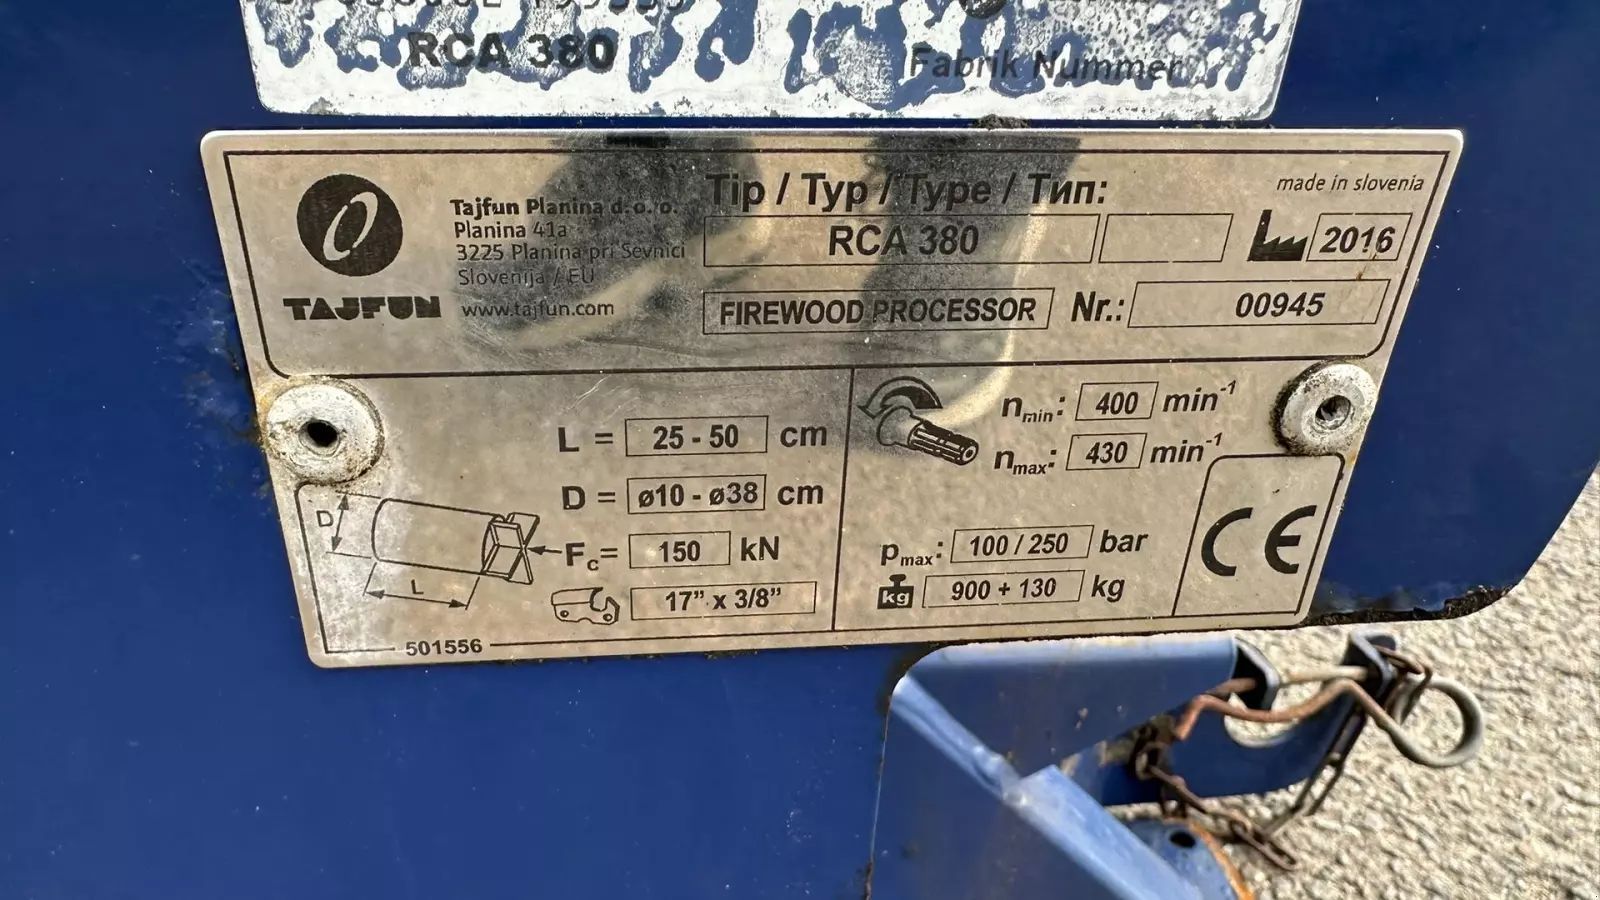 RCA 380
Fabrik Nummer
TAJFUN
Tajfun Planina d.o.o.
Planina 41a
3225 Planina pri Sevnici
Slovenija / EU
www.tajfun.com
Tip / Typ / Type / Тип:
made in slovenia
RCA 380
2016
FIREWOOD PROCESSOR
Nr.: 00945
L = 25 - 50 cm
D = ø10 - ø38 cm
Fc= 150 kN
17" x 3/8"
D
L
501556
nmin: 400 min-1
nmax: 430 min-1
pmax: 100 / 250 bar
kg 900 + 130 kg
CE